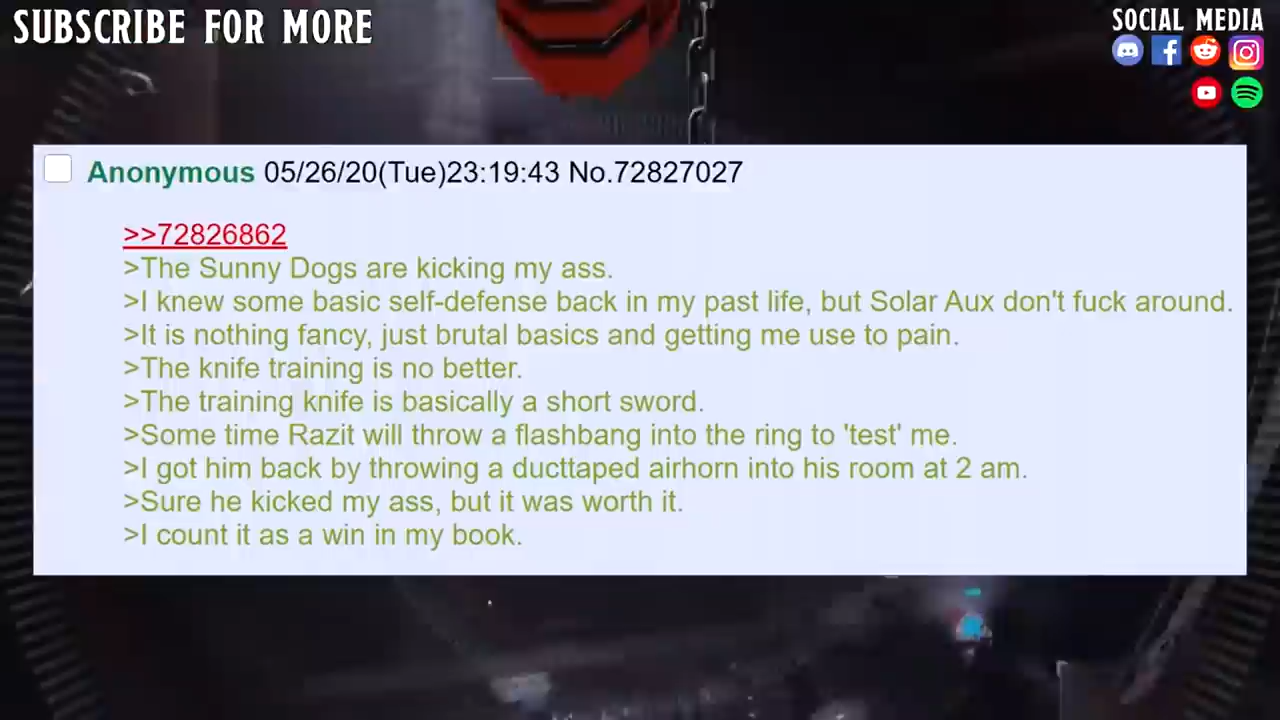 SUBSCRIBE FOR MORE
SOCIAL MEDIA
Anonymous 05/26/20(Tue)23:19:43 No.72827027
>>72826862
>The Sunny Dogs are kicking my ass.
>I knew some basic self-defense back in my past life, but Solar Aux don't fuck around.
>It is nothing fancy, just brutal basics and getting me use to pain.
>The knife training is no better.
>The training knife is basically a short sword.
>Some time Razit will throw a flashbang into the ring to 'test' me.
>I got him back by throwing a ducttaped airhorn into his room at 2 am.
>Sure he kicked my ass, but it was worth it.
>I count it as a win in my book.